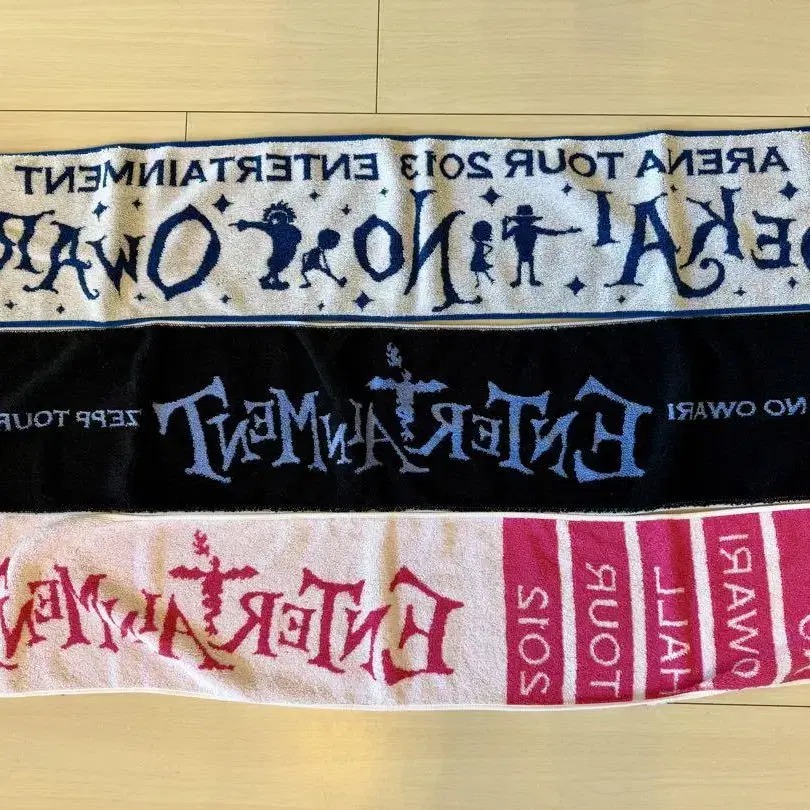 ARENA TOUR 2013 ENTERTAINMENT
SEKAI NO OWARI
NO OWARI ENTERTAINMENT ZEPP TOUR
OWARI
HALL
TOUR
2012
ENTERTAINMENT